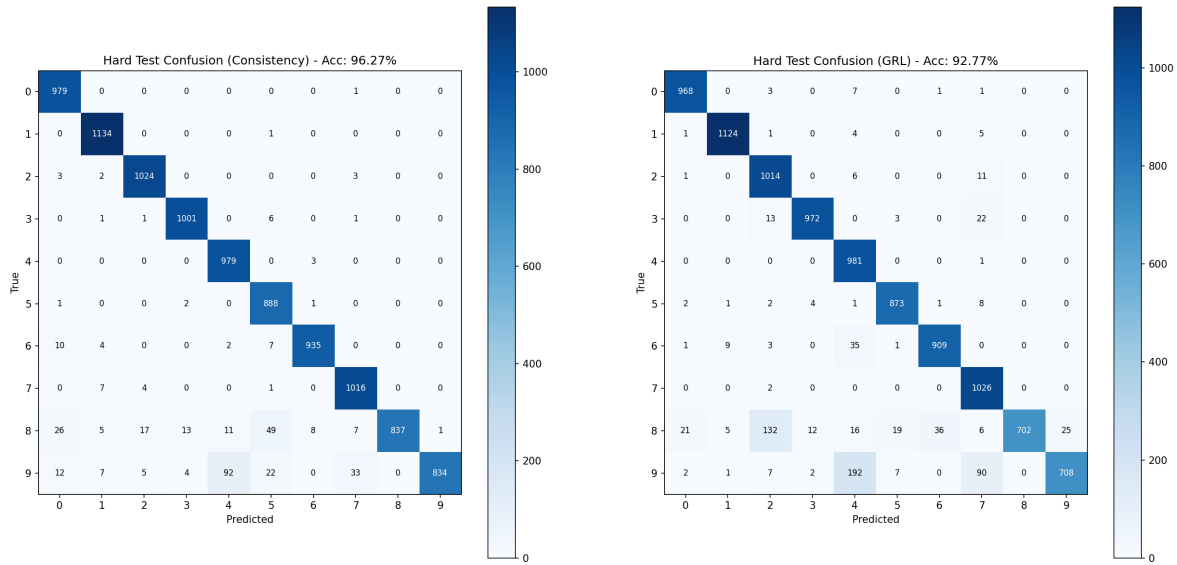 Hard Test Confusion (Consistency) - Acc: 96.27%
True
0 979 0 0 0 0 0 0 1 0 0
1 0 1134 0 0 0 1 0 0 0 0
2 3 2 1024 0 0 0 0 3 0 0
3 0 1 1 1001 0 6 0 1 0 0
4 0 0 0 0 979 0 3 0 0 0
5 1 0 0 2 0 888 1 0 0 0
6 10 4 0 0 2 7 935 0 0 0
7 0 7 4 0 0 1 0 1016 0 0
8 26 5 17 13 11 49 8 7 837 1
9 12 7 5 4 92 22 0 33 0 834
0 1 2 3 4 5 6 7 8 9
Predicted
1000
800
600
400
200
0
Hard Test Confusion (GRL) - Acc: 92.77%
True
0 968 0 3 0 7 0 1 1 0 0
1 1 1124 1 0 4 0 0 5 0 0
2 1 0 1014 0 6 0 0 11 0 0
3 0 0 13 972 0 3 0 22 0 0
4 0 0 0 0 981 0 0 1 0 0
5 2 1 2 4 1 873 1 8 0 0
6 1 9 3 0 35 1 909 0 0 0
7 0 0 2 0 0 0 0 1026 0 0
8 21 5 132 12 16 19 36 6 702 25
9 2 1 7 2 192 7 0 90 0 708
0 1 2 3 4 5 6 7 8 9
Predicted
1000
800
600
400
200
0